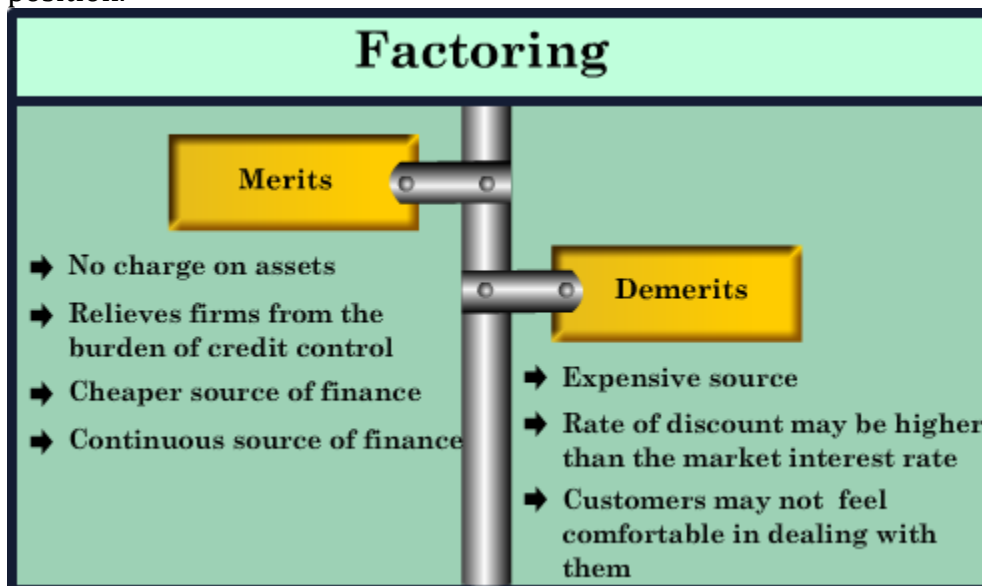 position.
Factoring
Merits
No charge on assets
Relieves firms from the
burden of credit control
Cheaper source of finance
Continuous source of finance
Demerits
Expensive source
Rate of discount may be higher
than the market interest rate
Customers may not feel
comfortable in dealing with
them